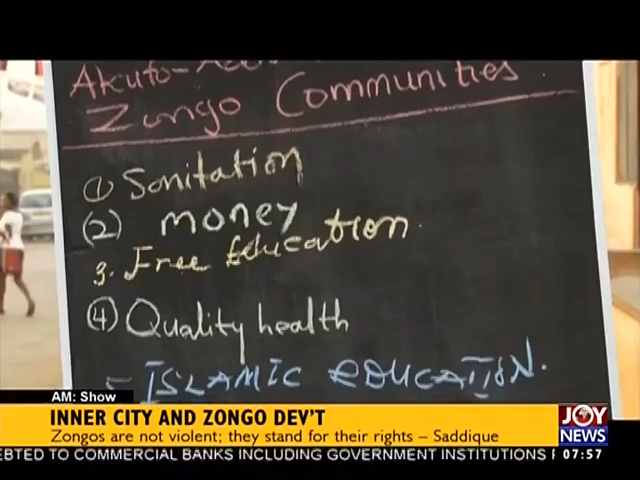 Zongo Communities
① Sanitation
(2) money
3. Free Education
④ Quality health
- ISLAMIC EDUCATION.
AM: Show
INNER CITY AND ZONGO DEV'T
Zongos are not violent; they stand for their rights – Saddique
JOY
NEWS
EBTED TO COMMERCIAL BANKS INCLUDING GOVERNMENT INSTITUTIONS
07:57